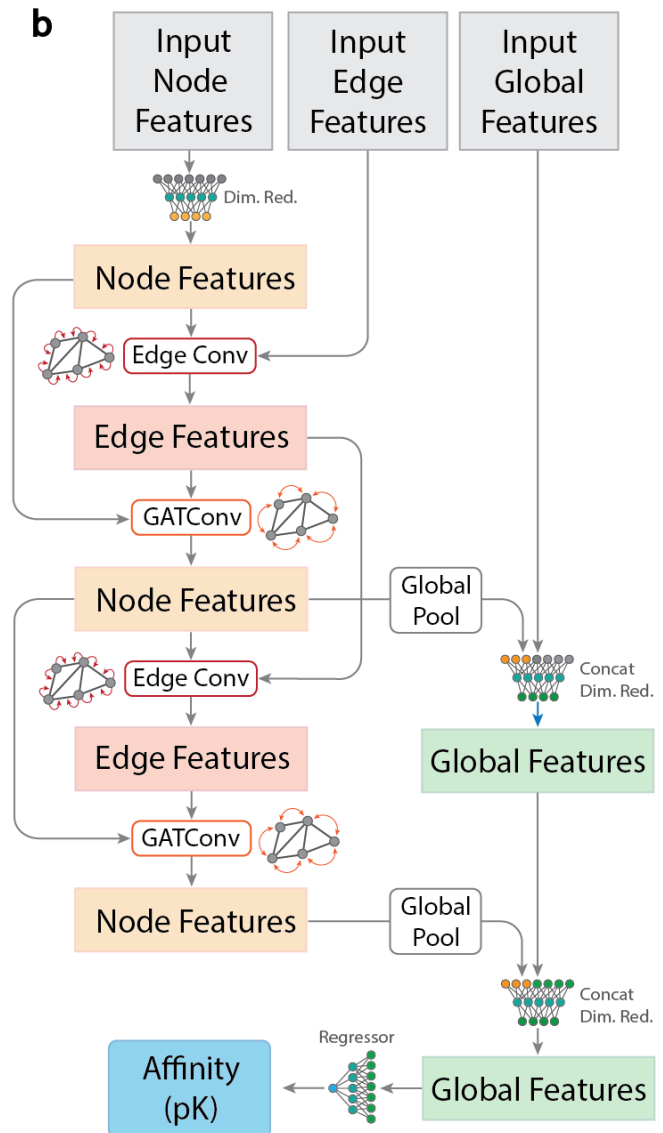 b
Input
Node
Features
Input
Edge
Features
Input
Global
Features
Dim. Red.
Node Features
Edge Conv
Edge Features
GATConv
Node Features
Global
Pool
Edge Conv
Concat
Dim. Red.
Edge Features
Global Features
GATConv
Node Features
Global
Pool
Concat
Dim. Red.
Regressor
Affinity
(pK)
Global Features